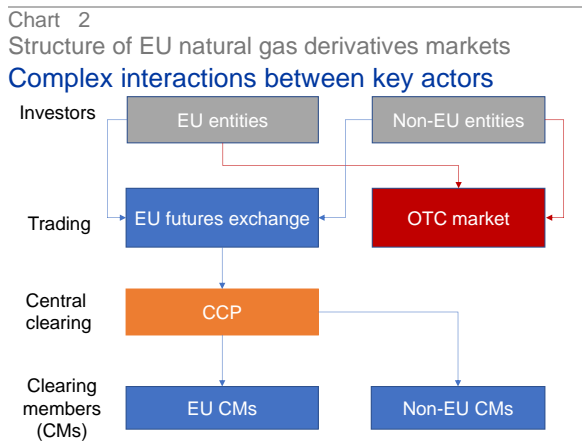 Chart 2
Structure of EU natural gas derivatives markets
Complex interactions between key actors
Investors
EU entities
Non-EU entities
Trading
EU futures exchange
OTC market
Central
clearing
CCP
Clearing
members
(CMs)
EU CMs
Non-EU CMs